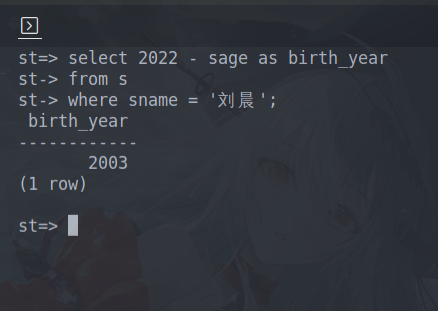 st=> select 2022 - sage as birth_year
st-> from s
st-> where sname = '刘晨';
birth_year
------------
2003
(1 row)
st=>